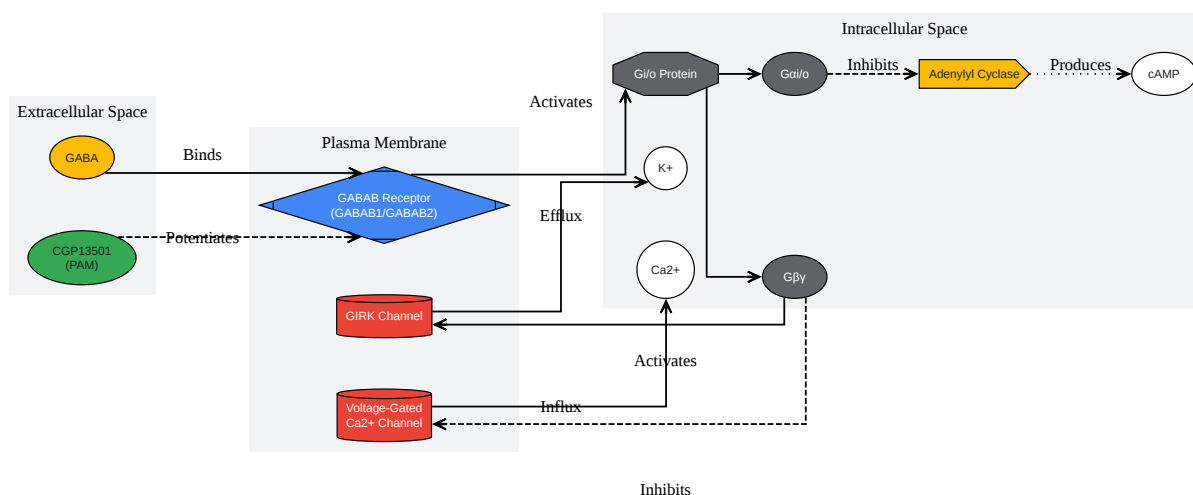 Intracellular Space
Gi/o Protein
Gαi/o
Inhibits
Adenylyl Cyclase
Produces
cAMP
Extracellular Space
Activates
Plasma Membrane
GABA
Binds
K+
GABAB Receptor
(GABAB1/GABAB2)
Efflux
Potentiates
CGP13501
(PAM)
Ca2+
Gβγ
GIRK Channel
Activates
Voltage-Gated
Ca2+ Channel
Influx
Inhibits